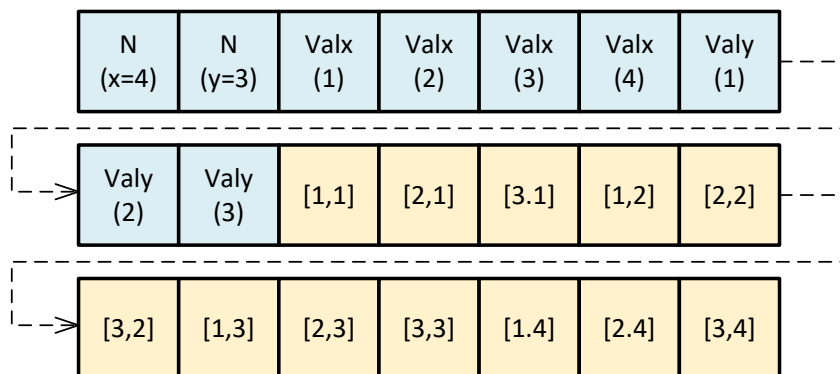 N (x=4) N (y=3) Valx (1) Valx (2) Valx (3) Valx (4) Valy (1)
Valy (2) Valy (3) [1,1] [2,1] [3.1] [1,2] [2,2]
[3,2] [1,3] [2,3] [3,3] [1.4] [2.4] [3,4]